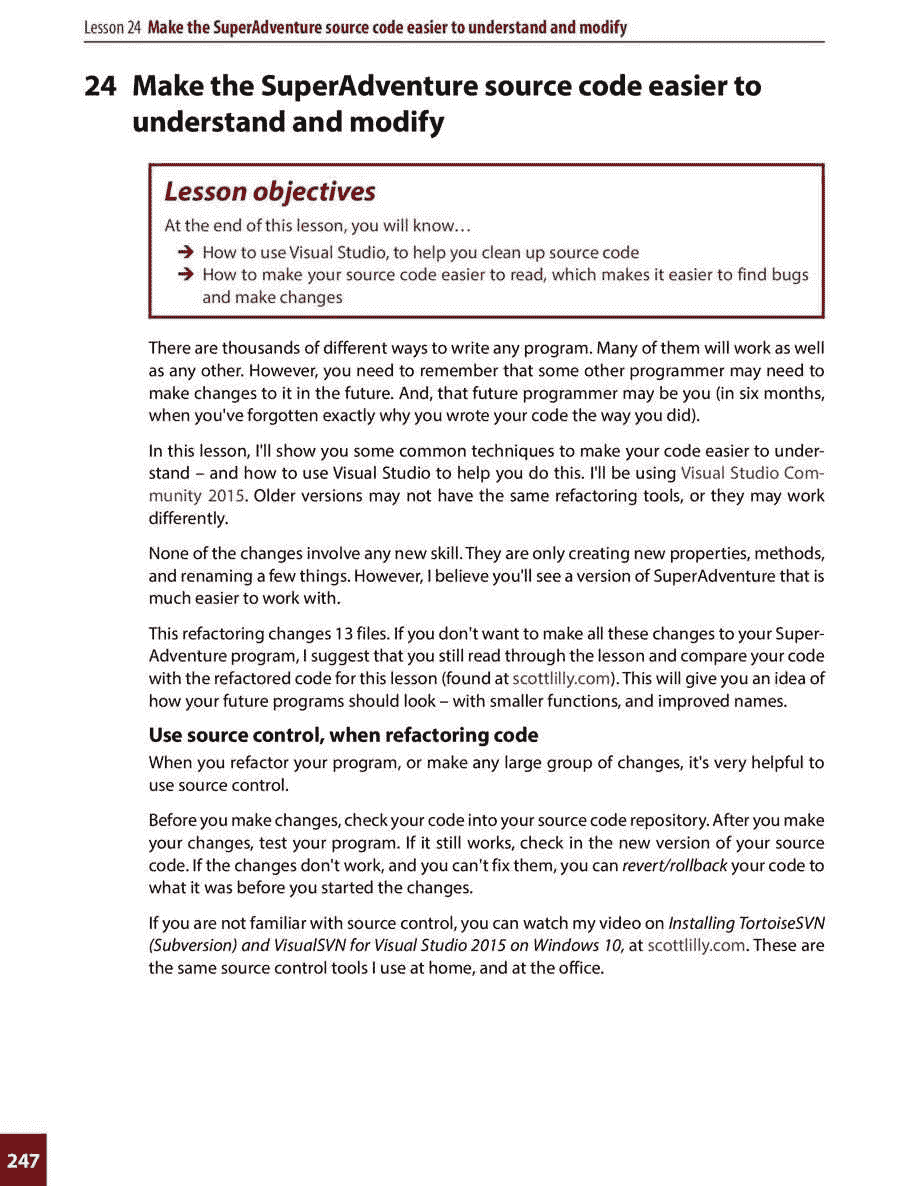 Lesson 24 Make the SuperAdventure source code easier to understand and modify
24 Make the SuperAdventure source code easier to
understand and modify
Lesson objectives
At the end of this lesson, you will know…
➔ How to use Visual Studio, to help you clean up source code
➔ How to make your source code easier to read, which makes it easier to find bugs
and make changes
There are thousands of different ways to write any program. Many of them will work as well
as any other. However, you need to remember that some other programmer may need to
make changes to it in the future. And, that future programmer may be you (in six months,
when you've forgotten exactly why you wrote your code the way you did).
In this lesson, I'll show you some common techniques to make your code easier to under-
stand – and how to use Visual Studio to help you do this. I'll be using Visual Studio Com-
munity 2015. Older versions may not have the same refactoring tools, or they may work
differently.
None of the changes involve any new skill. They are only creating new properties, methods,
and renaming a few things. However, I believe you'll see a version of SuperAdventure that is
much easier to work with.
This refactoring changes 13 files. If you don't want to make all these changes to your Super-
Adventure program, I suggest that you still read through the lesson and compare your code
with the refactored code for this lesson (found at scottlilly.com). This will give you an idea of
how your future programs should look – with smaller functions, and improved names.
Use source control, when refactoring code
When you refactor your program, or make any large group of changes, it's very helpful to
use source control.
Before you make changes, check your code into your source code repository. After you make
your changes, test your program. If it still works, check in the new version of your source
code. If the changes don't work, and you can't fix them, you can revert/rollback your code to
what it was before you started the changes.
If you are not familiar with source control, you can watch my video on Installing TortoiseSVN
(Subversion) and VisualSVN for Visual Studio 2015 on Windows 10, at scottlilly.com. These are
the same source control tools I use at home, and at the office.
247